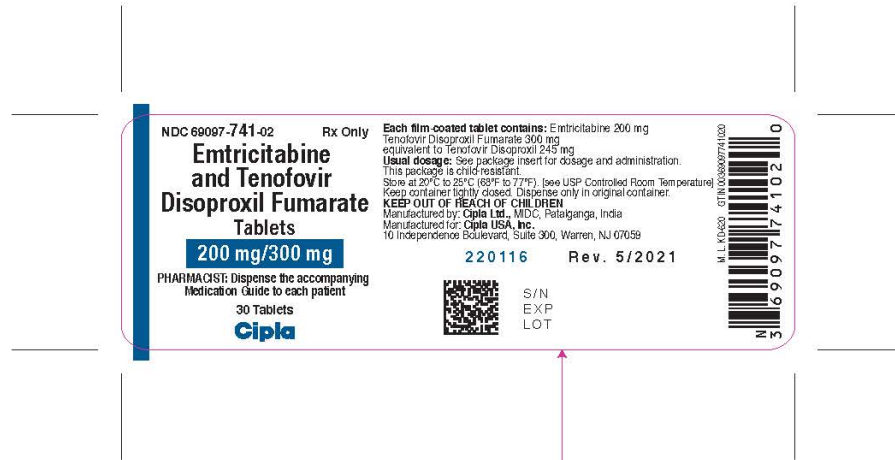 NDC 69097-741-02 Rx Only
Emtricitabine
and Tenofovir
Disoproxil Fumarate
Tablets
200 mg/300 mg
PHARMACIST: Dispense the accompanying
Medication Guide to each patient
30 Tablets
Cipla
Each film-coated tablet contains: Emtricitabine 200 mg
Tenofovir Disoproxil Fumarate 300 mg
equivalent to Tenofovir Disoproxil 245 mg
Usual dosage: See package insert for dosage and administration.
This package is child-resistant.
Store at 20°C to 25°C (68°F to 77°F). [see USP Controlled Room Temperature]
Keep container tightly closed. Dispense only in original container.
KEEP OUT OF REACH OF CHILDREN
Manufactured by: Cipla Ltd., MIDC, Patalganga, India
Manufactured for: Cipla USA, Inc.
10 Independence Boulevard, Suite 300, Warren, NJ 07059
220116 Rev. 5/2021
S/N
EXP
LOT
M. L. KD-620 GTIN 00369097741020
N 3 69097 74102 0